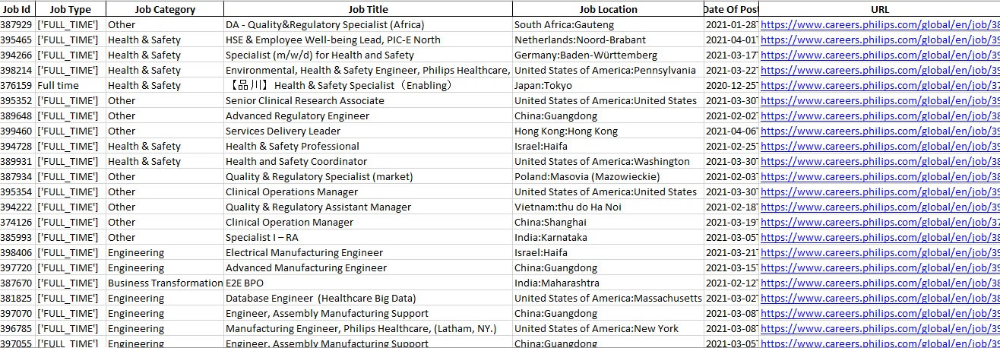 Job Id Job Type Job Category Job Title Job Location Date Of Post URL
387929 ['FULL_TIME'] Other DA - Quality&Regulatory Specialist (Africa) South Africa:Gauteng 2021-01-28T https://www.careers.philips.com/global/en/job/38
395465 ['FULL_TIME'] Health & Safety HSE & Employee Well-being Lead, PIC-E North Netherlands:Noord-Brabant 2021-04-01T https://www.careers.philips.com/global/en/job/39
394266 ['FULL_TIME'] Health & Safety Specialist (m/w/d) for Health and Safety Germany:Baden-Württemberg 2021-03-17T https://www.careers.philips.com/global/en/job/39
398214 ['FULL_TIME'] Health & Safety Environmental, Health & Safety Engineer, Philips Healthcare, United States of America:Pennsylvania 2021-03-22T https://www.careers.philips.com/global/en/job/39
376159 Full time Health & Safety 【品川】 Health & Safety Specialist（Enabling） Japan:Tokyo 2020-12-25T https://www.careers.philips.com/global/en/job/37
395352 ['FULL_TIME'] Other Senior Clinical Research Associate United States of America:United States 2021-03-30T https://www.careers.philips.com/global/en/job/39
389648 ['FULL_TIME'] Other Advanced Regulatory Engineer China:Guangdong 2021-02-02T https://www.careers.philips.com/global/en/job/38
399460 ['FULL_TIME'] Other Services Delivery Leader Hong Kong:Hong Kong 2021-04-06T https://www.careers.philips.com/global/en/job/39
394728 ['FULL_TIME'] Health & Safety Health & Safety Professional Israel:Haifa 2021-02-25T https://www.careers.philips.com/global/en/job/39
389931 ['FULL_TIME'] Health & Safety Health and Safety Coordinator United States of America:Washington 2021-03-30T https://www.careers.philips.com/global/en/job/38
387934 ['FULL_TIME'] Other Quality & Regulatory Specialist (market) Poland:Masovia (Mazowieckie) 2021-02-03T https://www.careers.philips.com/global/en/job/38
395354 ['FULL_TIME'] Other Clinical Operations Manager United States of America:United States 2021-03-30T https://www.careers.philips.com/global/en/job/39
394222 ['FULL_TIME'] Other Quality & Regulatory Assistant Manager Vietnam:thu do Ha Noi 2021-02-18T https://www.careers.philips.com/global/en/job/39
374126 ['FULL_TIME'] Other Clinical Operation Manager China:Shanghai 2021-03-19T https://www.careers.philips.com/global/en/job/37
385993 ['FULL_TIME'] Other Specialist I – RA India:Karnataka 2021-03-05T https://www.careers.philips.com/global/en/job/38
398406 ['FULL_TIME'] Engineering Electrical Manufacturing Engineer Israel:Haifa 2021-03-21T https://www.careers.philips.com/global/en/job/39
397720 ['FULL_TIME'] Engineering Advanced Manufacturing Engineer China:Guangdong 2021-03-15T https://www.careers.philips.com/global/en/job/39
387670 ['FULL_TIME'] Business Transformation E2E BPO India:Maharashtra 2021-02-12T https://www.careers.philips.com/global/en/job/38
381825 ['FULL_TIME'] Engineering Database Engineer (Healthcare Big Data) United States of America:Massachusetts 2021-03-02T https://www.careers.philips.com/global/en/job/38
397070 ['FULL_TIME'] Engineering Engineer, Assembly Manufacturing Support China:Guangdong 2021-03-08T https://www.careers.philips.com/global/en/job/39
396785 ['FULL_TIME'] Engineering Manufacturing Engineer, Philips Healthcare, (Latham, NY.) United States of America:New York 2021-03-08T https://www.careers.philips.com/global/en/job/39
397055 ['FULL_TIME'] Engineering Engineer, Assembly Manufacturing Support China:Guangdong 2021-03-05T https://www.careers.philips.com/global/en/job/39